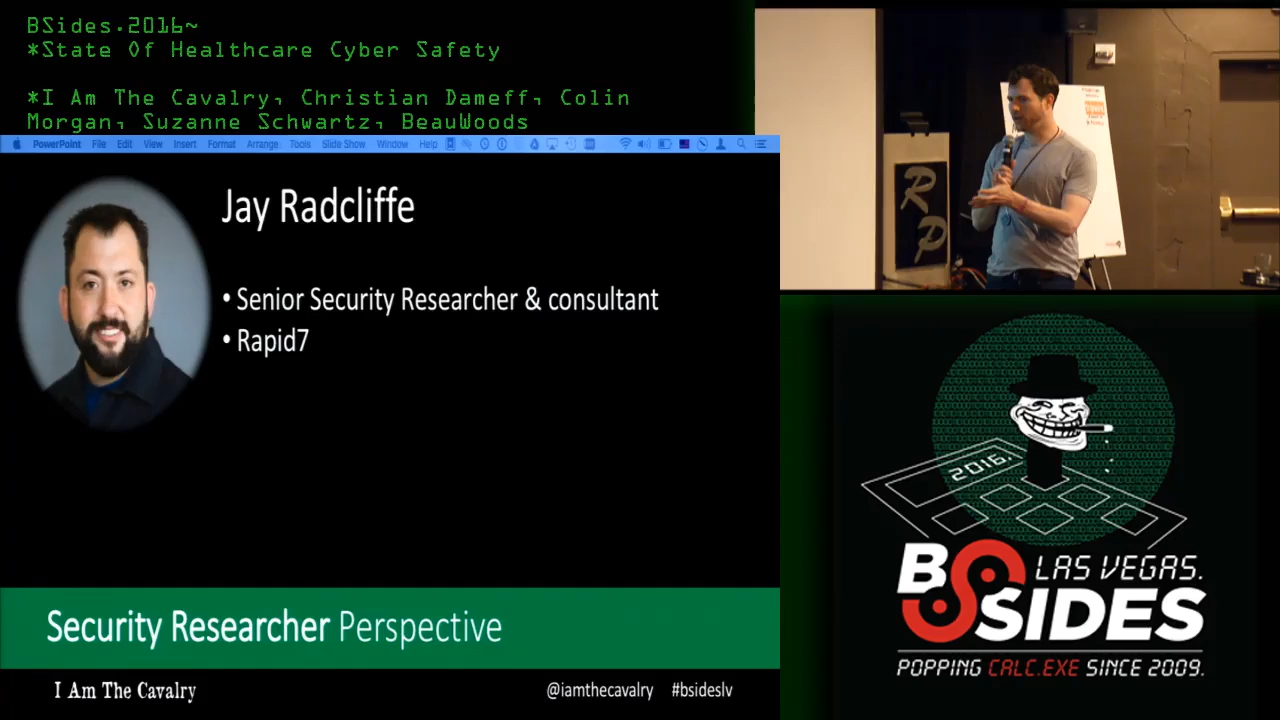 BSides.2016~
*State Of Healthcare Cyber Safety
*I Am The Cavalry, Christian Dameff, Colin
Morgan, Suzanne Schwartz, BeauWoods
PowerPoint File Edit View Insert Format Arrange Tools Slide Show Window Help
Jay Radcliffe
• Senior Security Researcher & consultant
• Rapid7
Security Researcher Perspective
I Am The Cavalry
@iamthecavalry #bsideslv
RP
2016.
BSIDES
LAS VEGAS.
POPPING CALC.EXE SINCE 2009.